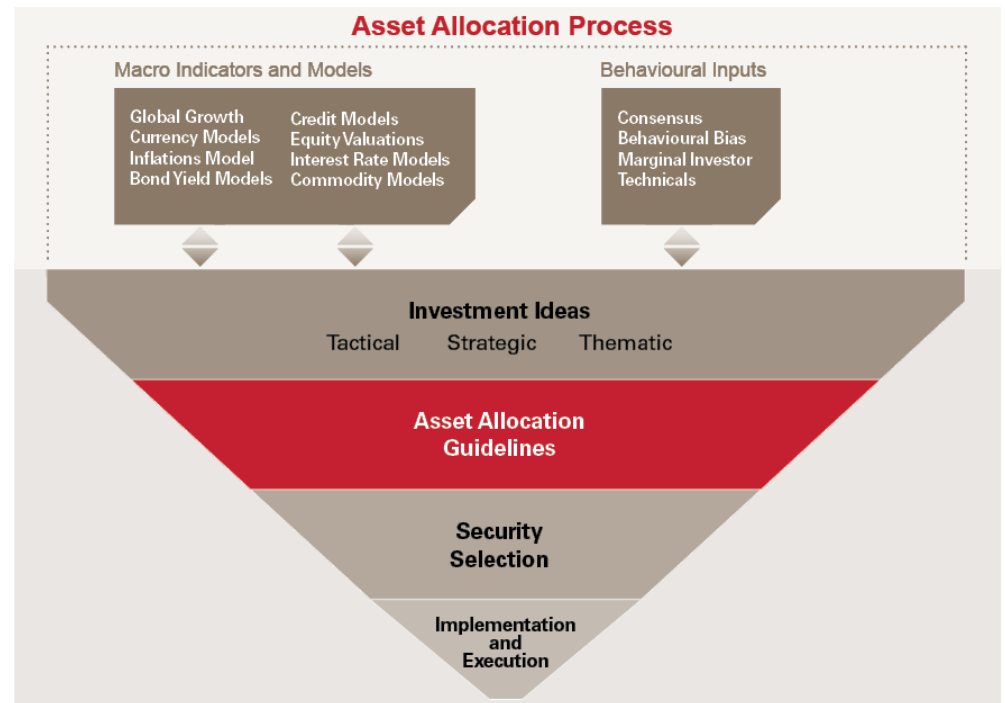 Asset Allocation Process
Macro Indicators and Models
Global Growth
Currency Models
Inflations Model
Bond Yield Models
Credit Models
Equity Valuations
Interest Rate Models
Commodity Models
Behavioural Inputs
Consensus
Behavioural Bias
Marginal Investor
Technicals
Investment Ideas
Tactical Strategic Thematic
Asset Allocation
Guidelines
Security
Selection
Implementation
and
Execution